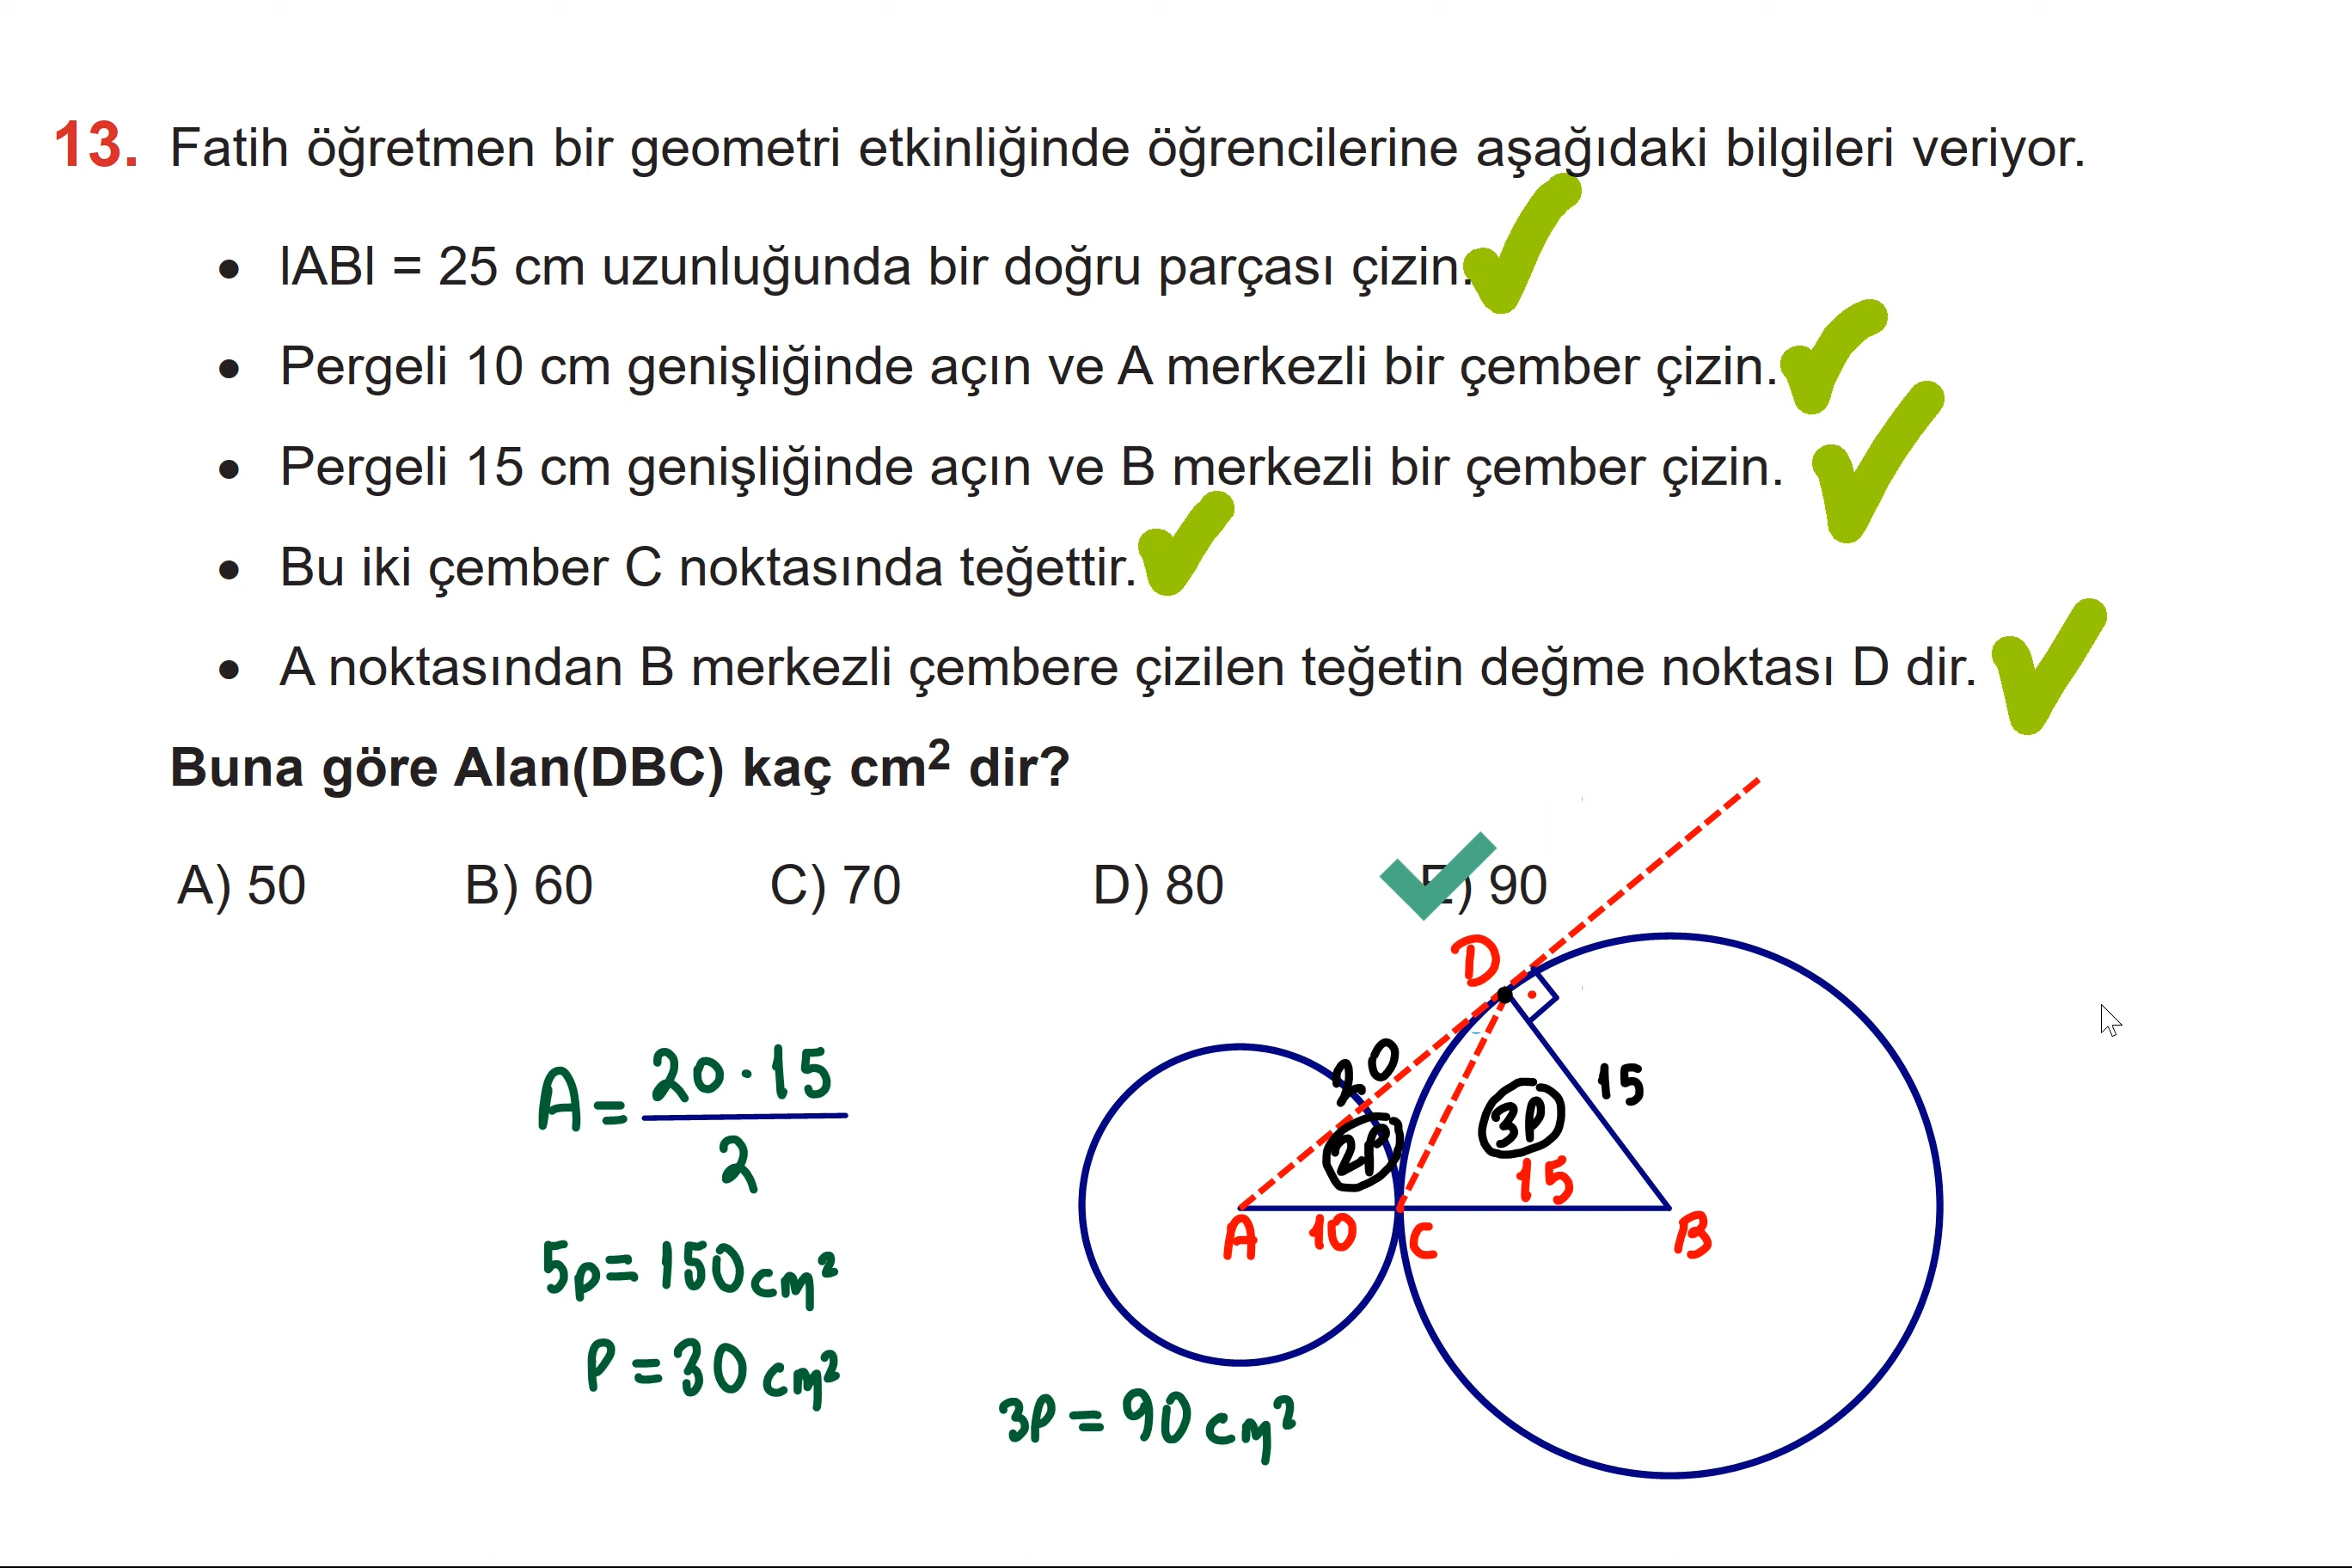 13. Fatih öğretmen bir geometri etkinliğinde öğrencilerine aşağıdaki bilgileri veriyor.
• lABl = 25 cm uzunluğunda bir doğru parçası çizin.
• Pergeli 10 cm genişliğinde açın ve A merkezli bir çember çizin.
• Pergeli 15 cm genişliğinde açın ve B merkezli bir çember çizin.
• Bu iki çember C noktasında teğettir.
• A noktasından B merkezli çembere çizilen teğetin değme noktası D dir.
Buna göre Alan(DBC) kaç cm² dir?
A) 50 B) 60 C) 70 D) 80 E) 90
D
A = 20 · 15 / 2
20
15
2P
3P
15
A 10 C B
5p = 150 cm²
P = 30 cm²
3P = 90 cm²